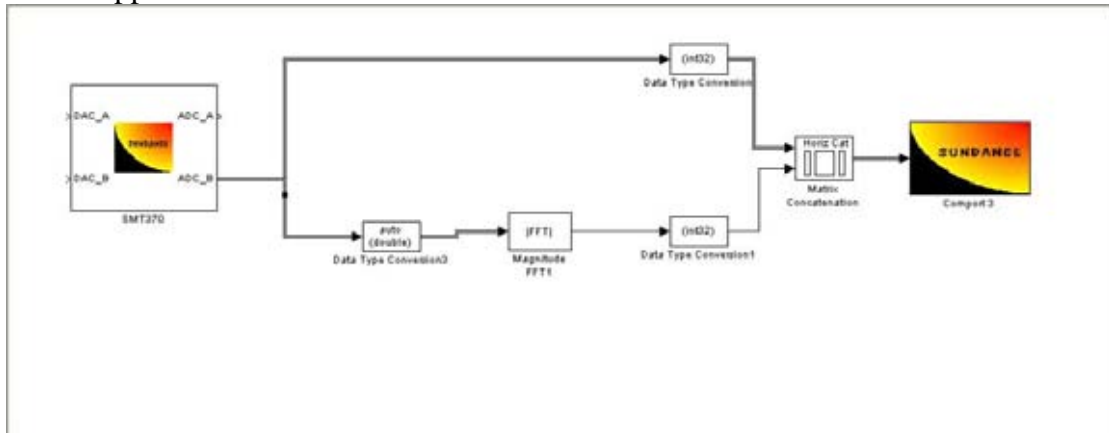 (int32)
Data Type Conversion
DAC_A
ADC_A
DAC_B
ADC_B
SMT370
Horiz Cat
Matrix
Concatenation
SUNDANCE
Comport 3
auto
(double)
Data Type Conversion3
|FFT|
Magnitude
FFT1
(int32)
Data Type Conversion1